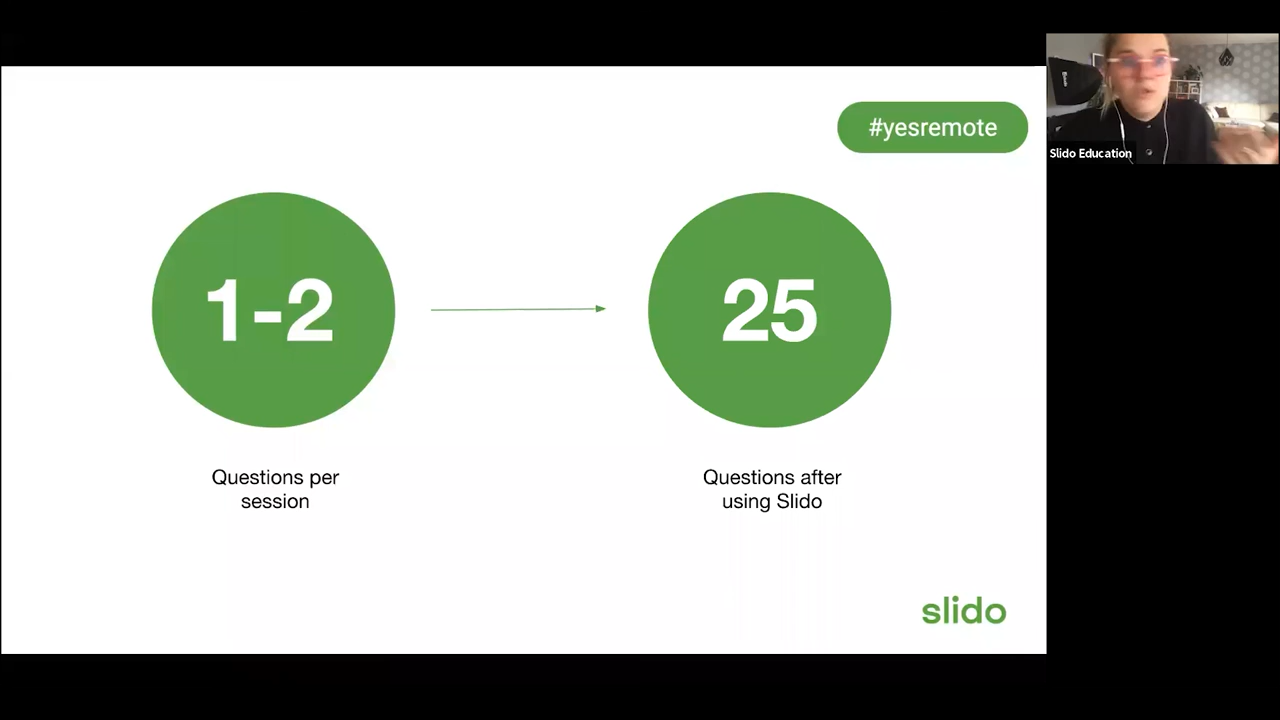 #yesremote
Slido Education
1-2
25
Questions per
session
Questions after
using Slido
slido